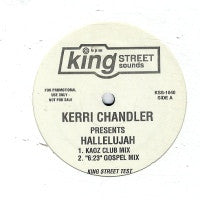 king STREET
sounds
FOR PROMOTIONAL
USE ONLY -
NOT FOR SALE
KSS-1040
SIDE A
KERRI CHANDLER
PRESENTS
HALLELUJAH
1. KAOZ CLUB MIX
2. "6:23" GOSPEL MIX
KING STREET TEST